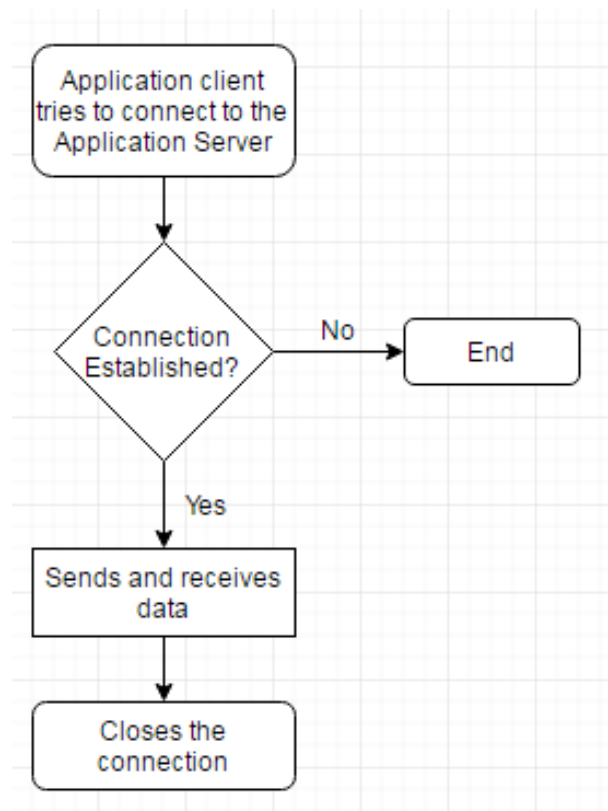 Application client
tries to connect to the
Application Server
Connection
Established?
No
End
Yes
Sends and receives
data
Closes the
connection